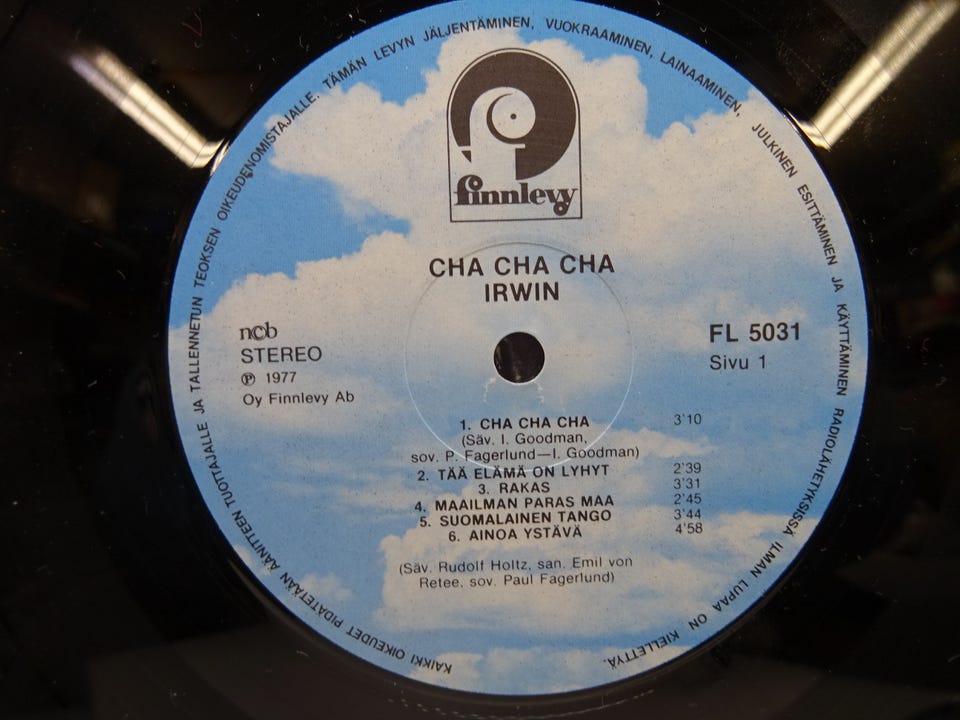 KAIKKI OIKEUDET PIDÄTETÄÄN ÄÄNITTEEN TUOTTAJALLE JA TALLENNETUN TEOKSEN OIKEUDENOMISTAJALLE. TÄMÄN LEVYN JÄLJENTÄMINEN, VUOKRAAMINEN, LAINAAMINEN, JULKINEN ESITTÄMINEN JA KÄYTTÄMINEN RADIOLÄHETYKSISSÄ ILMAN LUPAA ON KIELLETTYÄ.
finnlevy
CHA CHA CHA
IRWIN
ncb
STEREO
℗ 1977
Oy Finnlevy Ab
FL 5031
Sivu 1
1. CHA CHA CHA 3'10
(Säv. I. Goodman,
sov. P. Fagerlund—I. Goodman)
2. TÄÄ ELÄMÄ ON LYHYT 2'39
3. RAKAS 3'31
4. MAAILMAN PARAS MAA 2'45
5. SUOMALAINEN TANGO 3'44
6. AINOA YSTÄVÄ 4'58
(Säv. Rudolf Holtz, san. Emil von
Retee, sov. Paul Fagerlund)